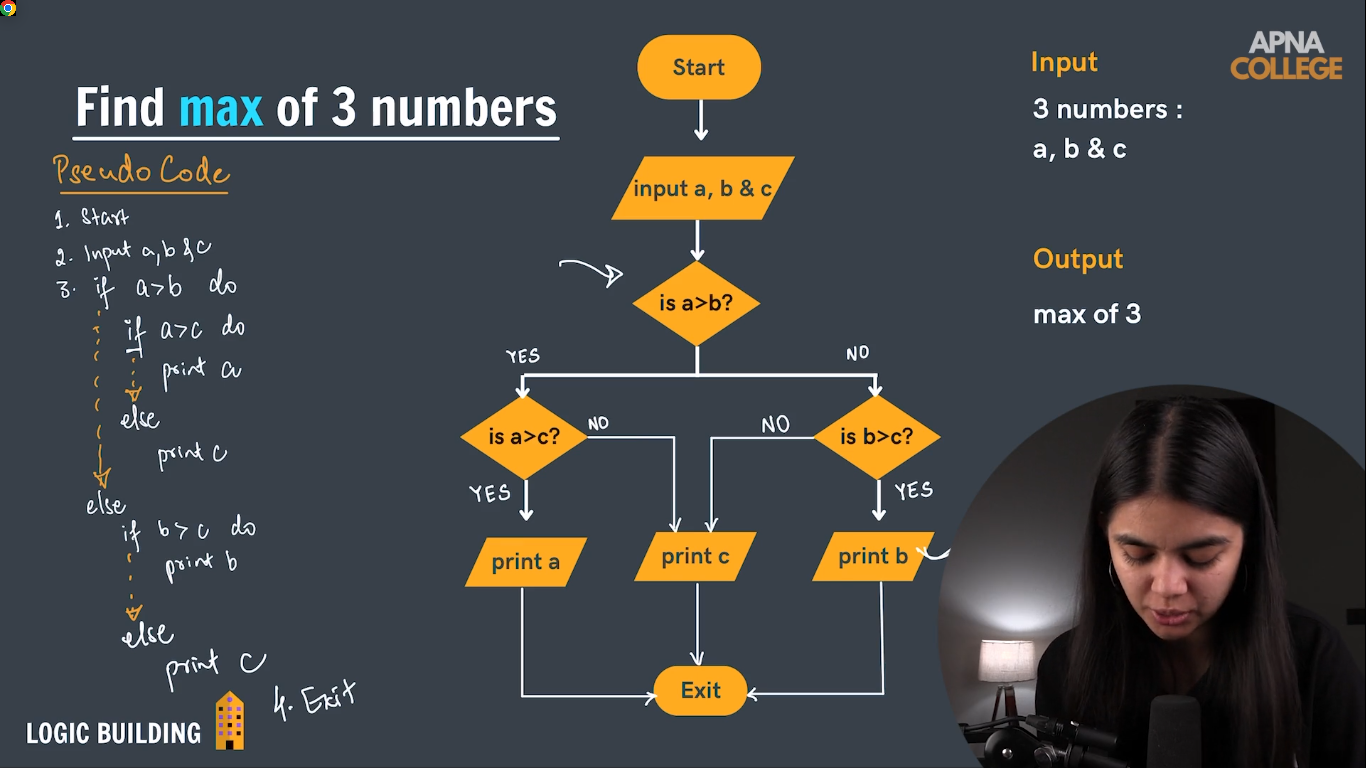 Find max of 3 numbers
Pseudo Code
1. Start
2. Input a, b & c
3. if a>b do
if a>c do
print a
else
print c
else
if b>c do
print b
else
print c
4. Exit
LOGIC BUILDING
Start
input a, b & c
is a>b?
YES
NO
is a>c?
NO
NO
is b>c?
YES
YES
print a
print c
print b
Exit
Input
3 numbers :
a, b & c
Output
max of 3
APNA
COLLEGE